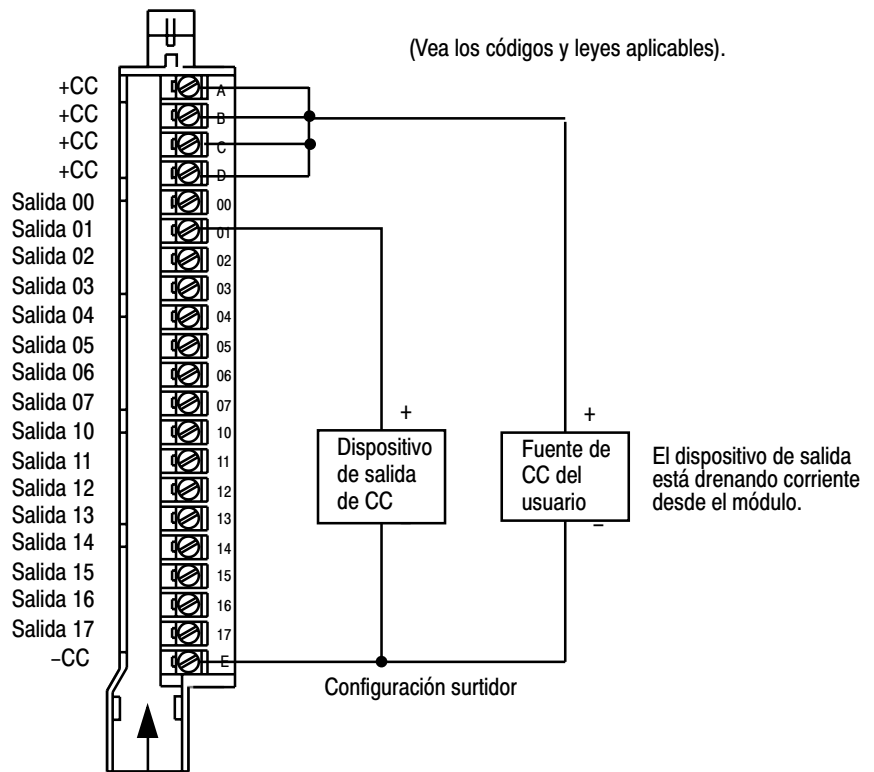 (Vea los códigos y leyes aplicables).
+CC A
+CC B
+CC C
+CC D
Salida 00 00
Salida 01 01
Salida 02 02
Salida 03 03
Salida 04 04
Salida 05 05
Salida 06 06
Salida 07 07
Salida 10 10
Salida 11 11
Salida 12 12
Salida 13 13
Salida 14 14
Salida 15 15
Salida 16 16
Salida 17 17
–CC E
+
Dispositivo
de salida
de CC
–
+
Fuente de
CC del
usuario
–
El dispositivo de salida
está drenando corriente
desde el módulo.
Configuración surtidor